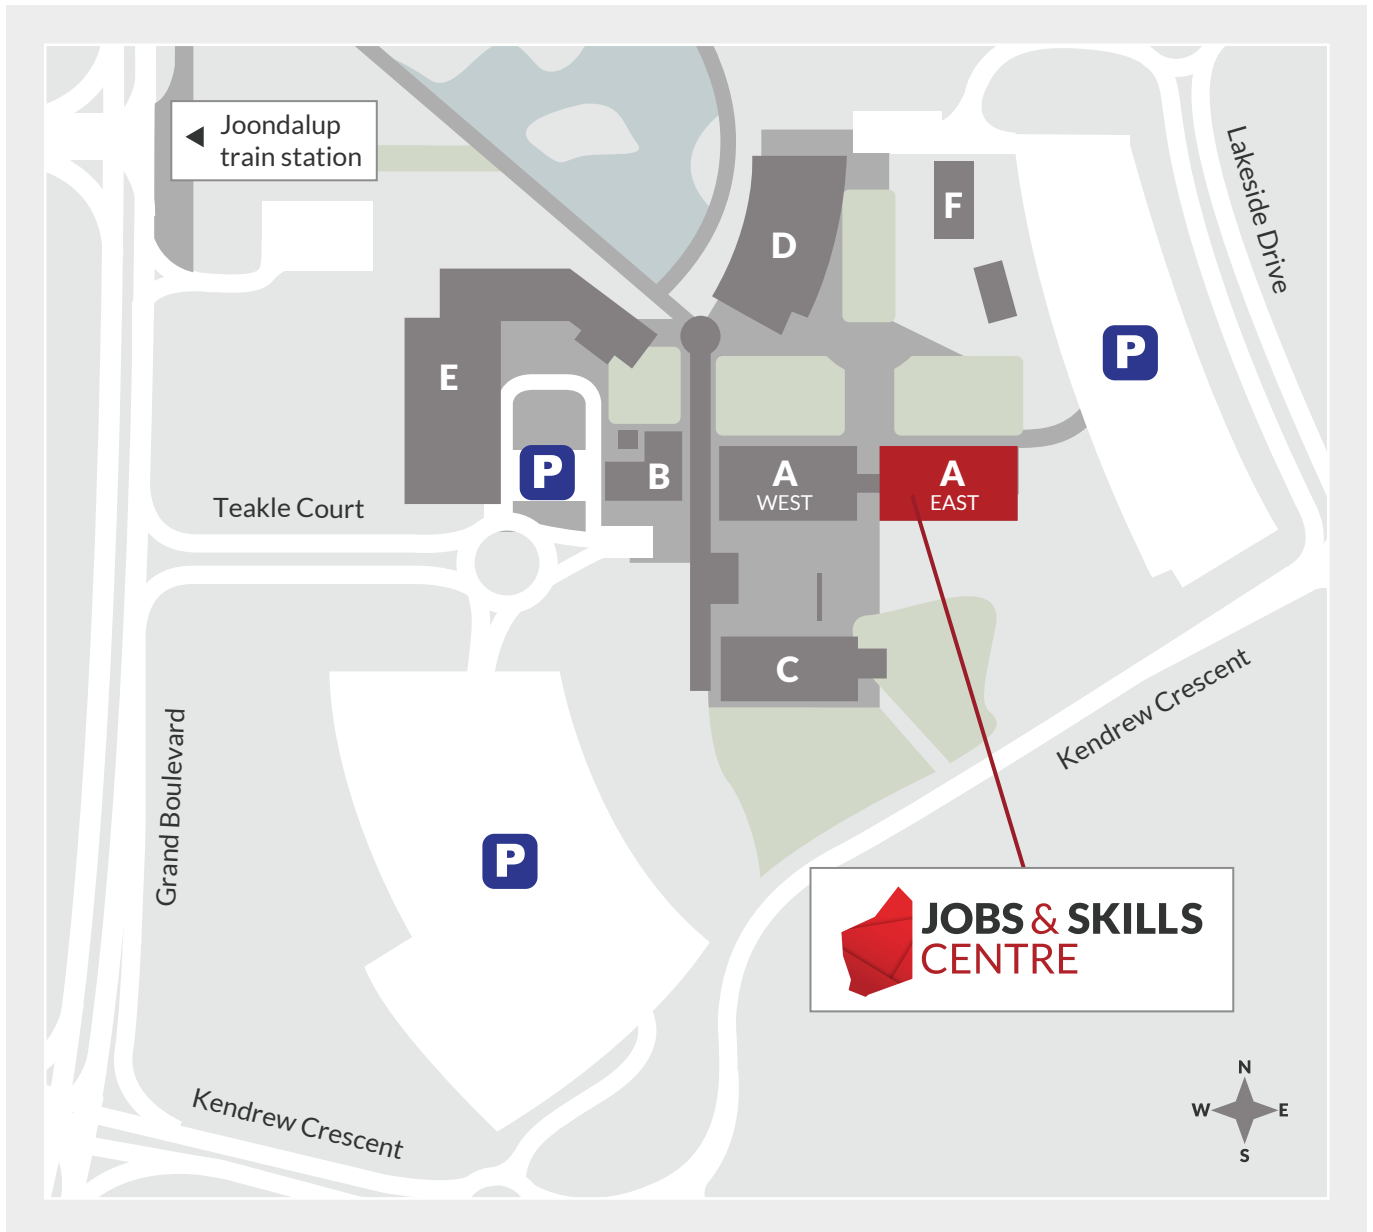 Joondalup
train station
Lakeside Drive
F
D
P
E
P
B
A
WEST
A
EAST
Teakle Court
C
Kendrew Crescent
Grand Boulevard
P
JOBS & SKILLS
CENTRE
Kendrew Crescent
N
W
E
S